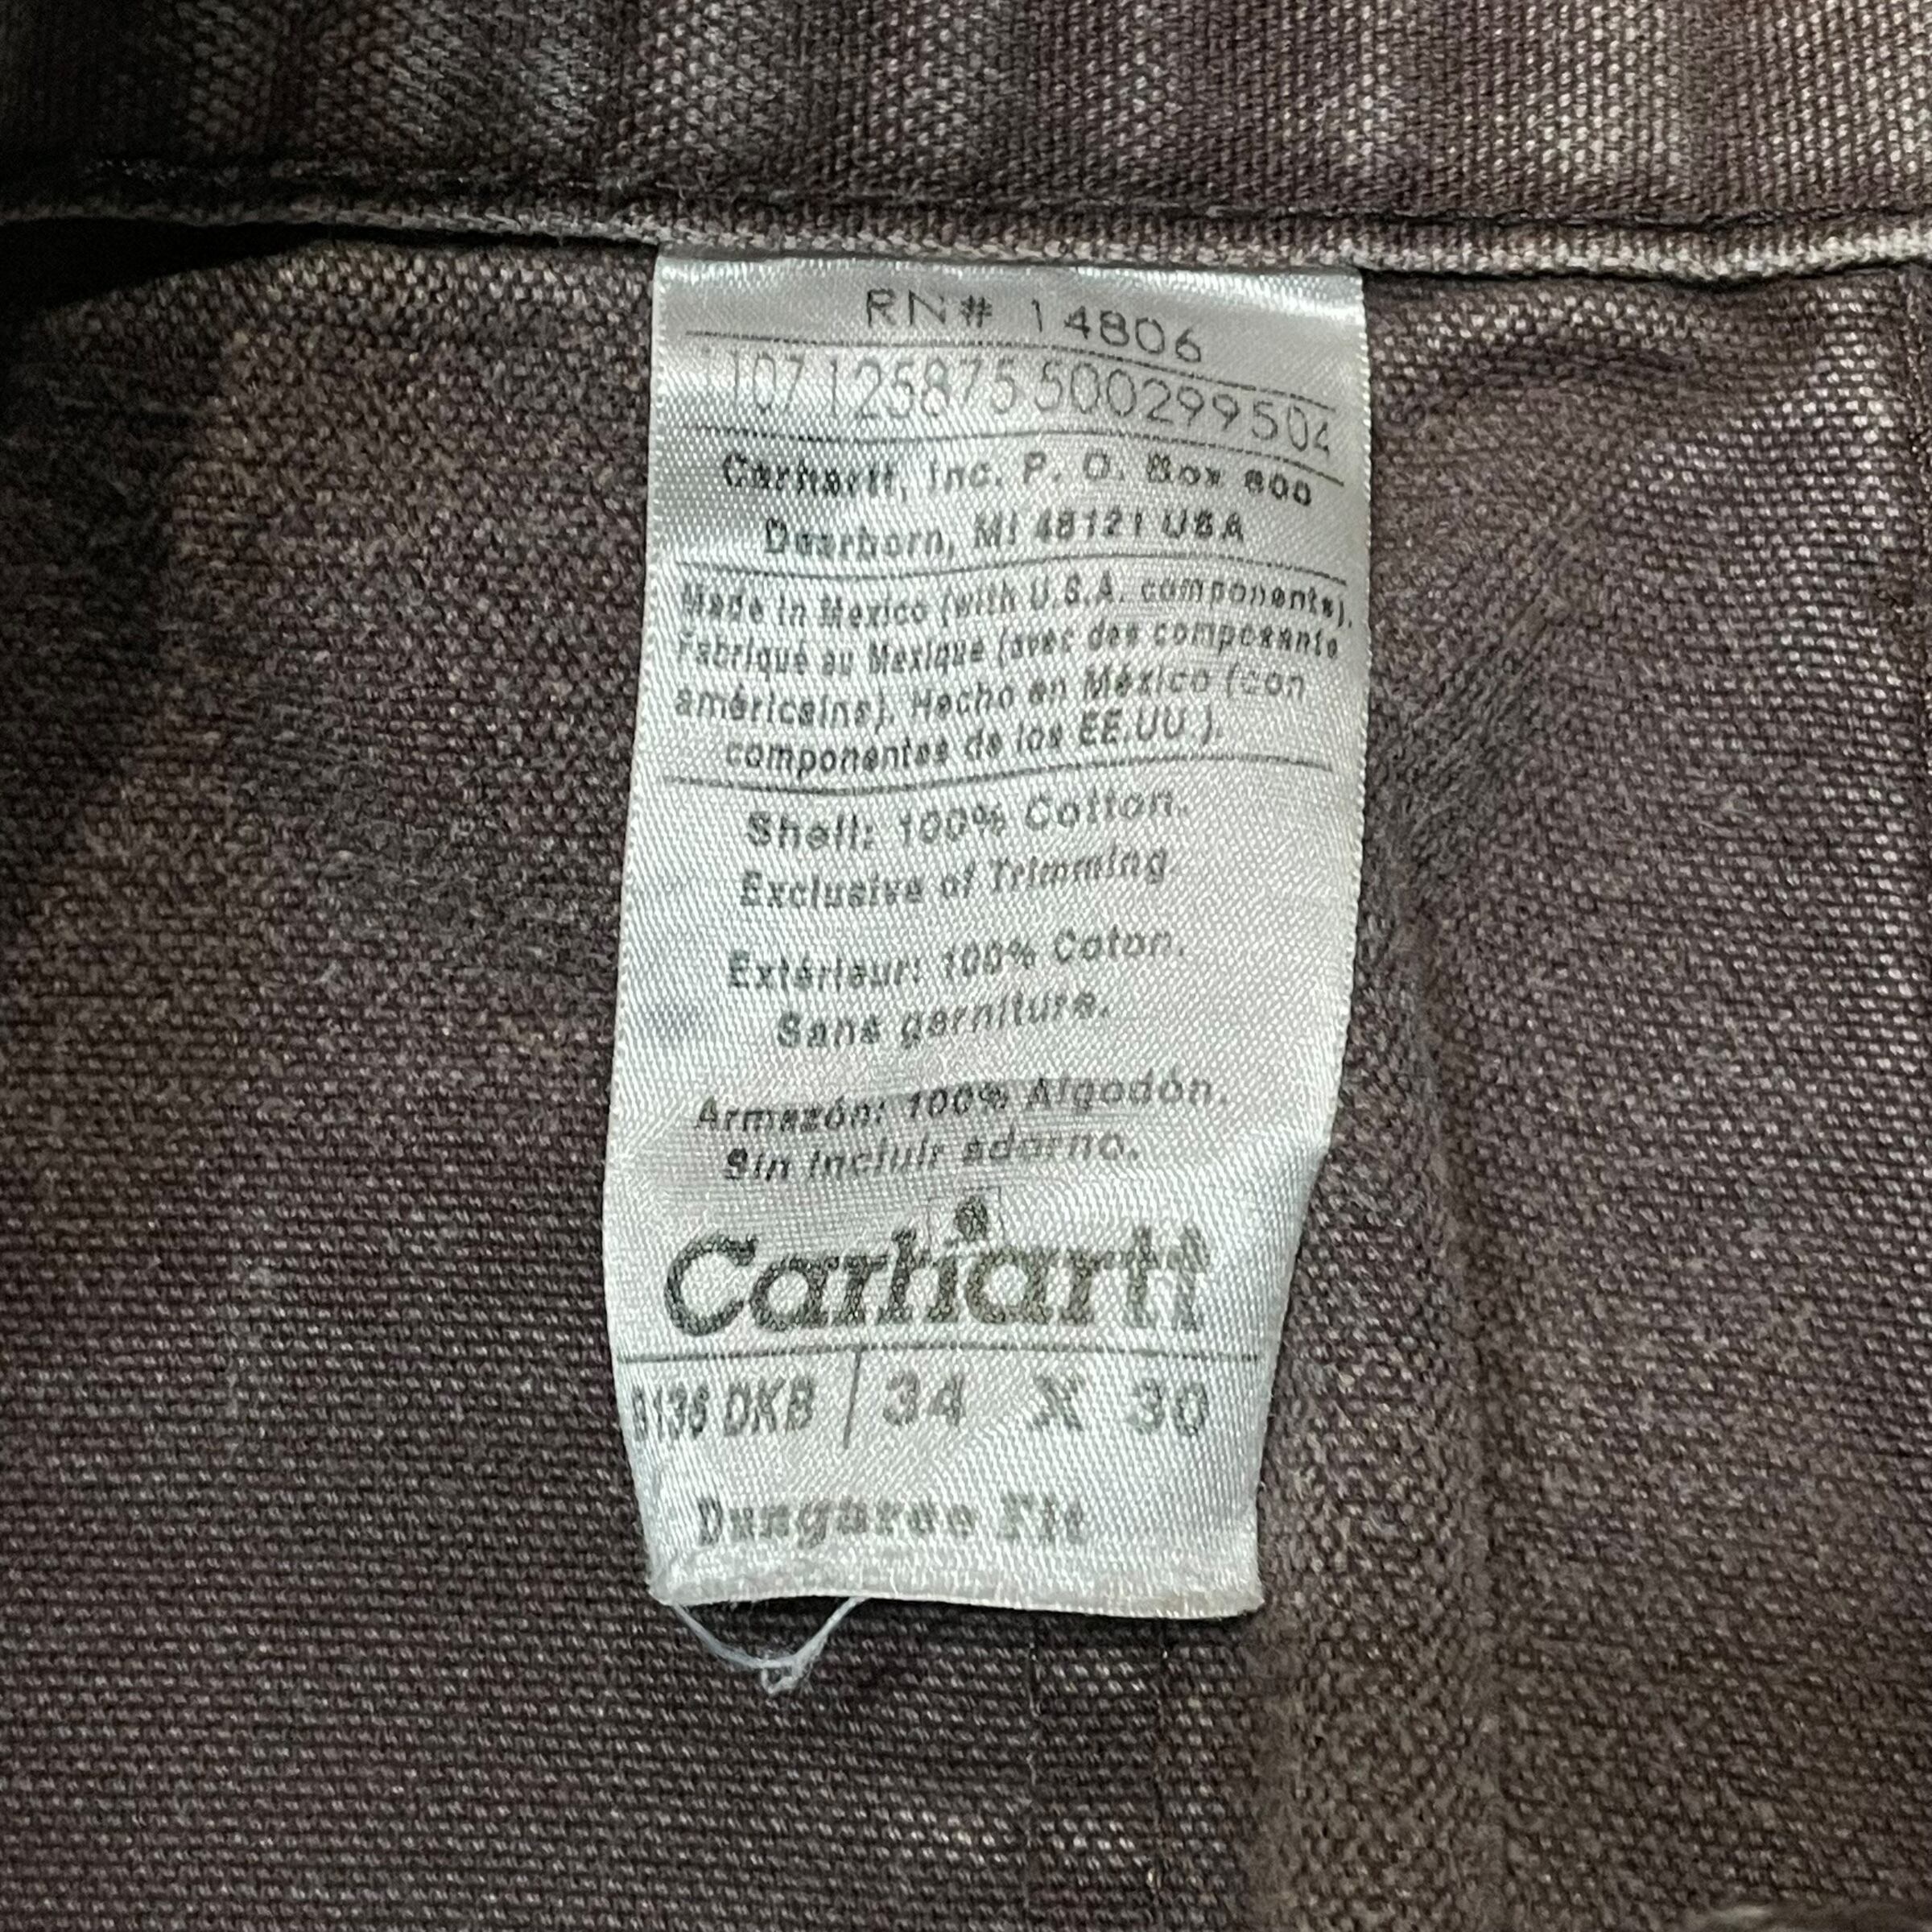 RN# 14806
107125875 500299504
Carhartt, Inc. P. O. Box 600
Dearborn, MI 48121 USA
Made in Mexico (with U.S.A. components).
Fabriqué au Mexique (avec des composants
américains). Hecho en México (con
componentes de los EE.UU.).
Shell: 100% Cotton.
Exclusive of Trimming
Extérieur: 100% Coton.
Sans garniture.
Armazón: 100% Algodón.
Sin incluir adorno.
Carhartt
B136 DKB 34 X 30
Dungaree Fit